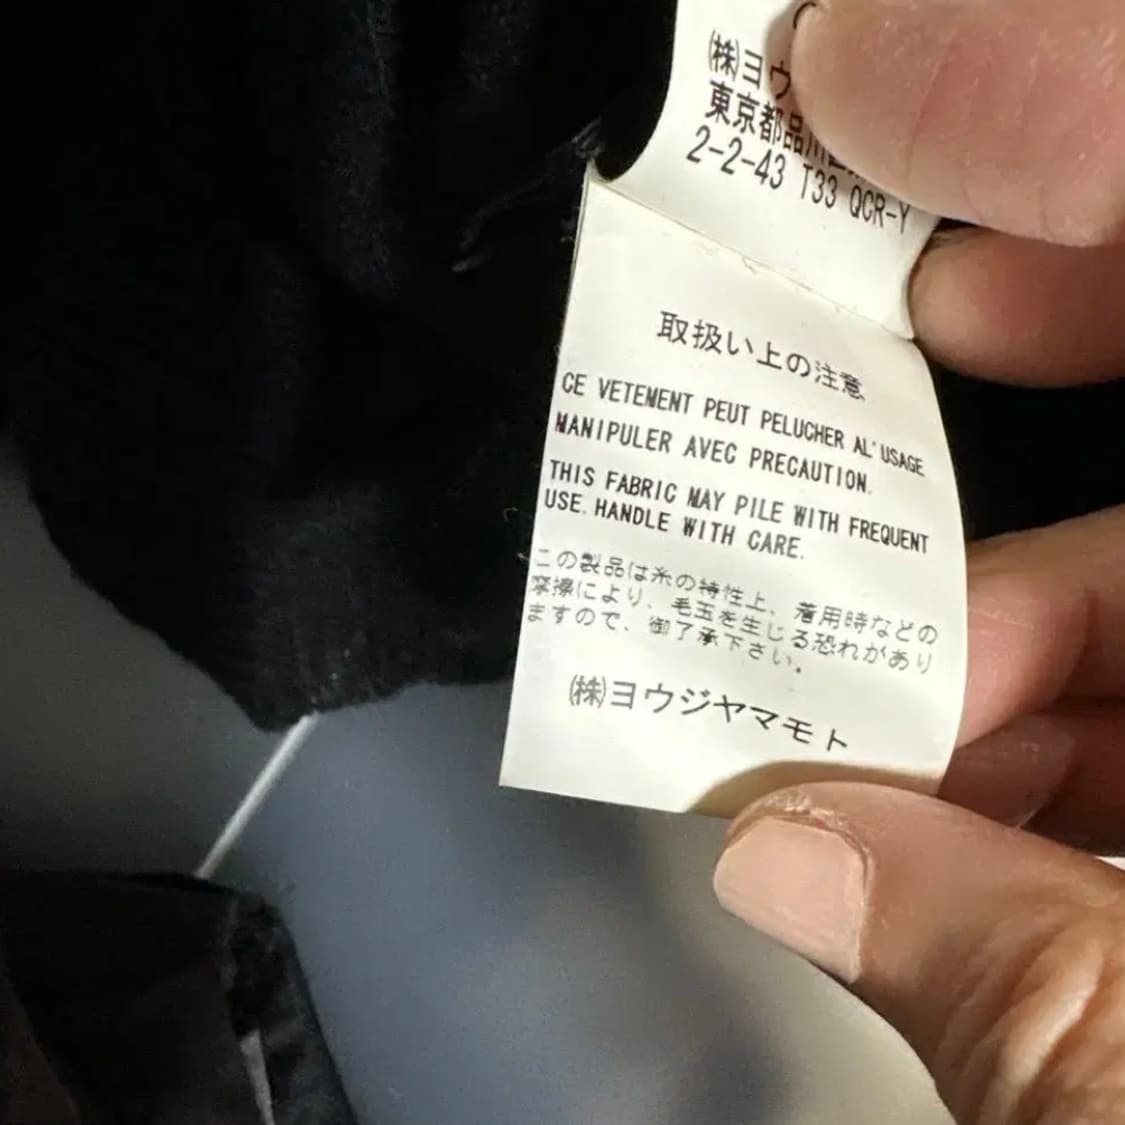 (株)ヨウ
東京都品川区
2-2-43 T33 QCR-Y
取扱い上の注意
CE VETEMENT PEUT PELUCHER AL'USAGE
MANIPULER AVEC PRECAUTION.
THIS FABRIC MAY PILE WITH FREQUENT
USE. HANDLE WITH CARE.
この製品は糸の特性上、着用時などの
摩擦により、毛玉を生じる恐れがあり
ますので、御了承下さい。
(株)ヨウジヤマモト